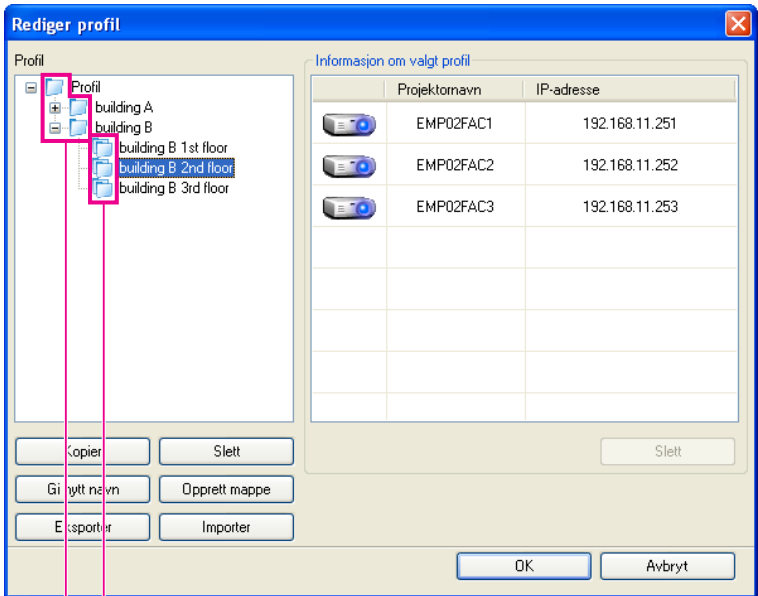 Rediger profil
Profil
Profil
building A
building B
building B 1st floor
building B 2nd floor
building B 3rd floor
Informasjon om valgt profil
Projektornavn IP-adresse
EMP02FAC1 192.168.11.251
EMP02FAC2 192.168.11.252
EMP02FAC3 192.168.11.253
Kopier Slett
Gi nytt navn Opprett mappe
Eksporter Importer
Slett
OK Avbryt